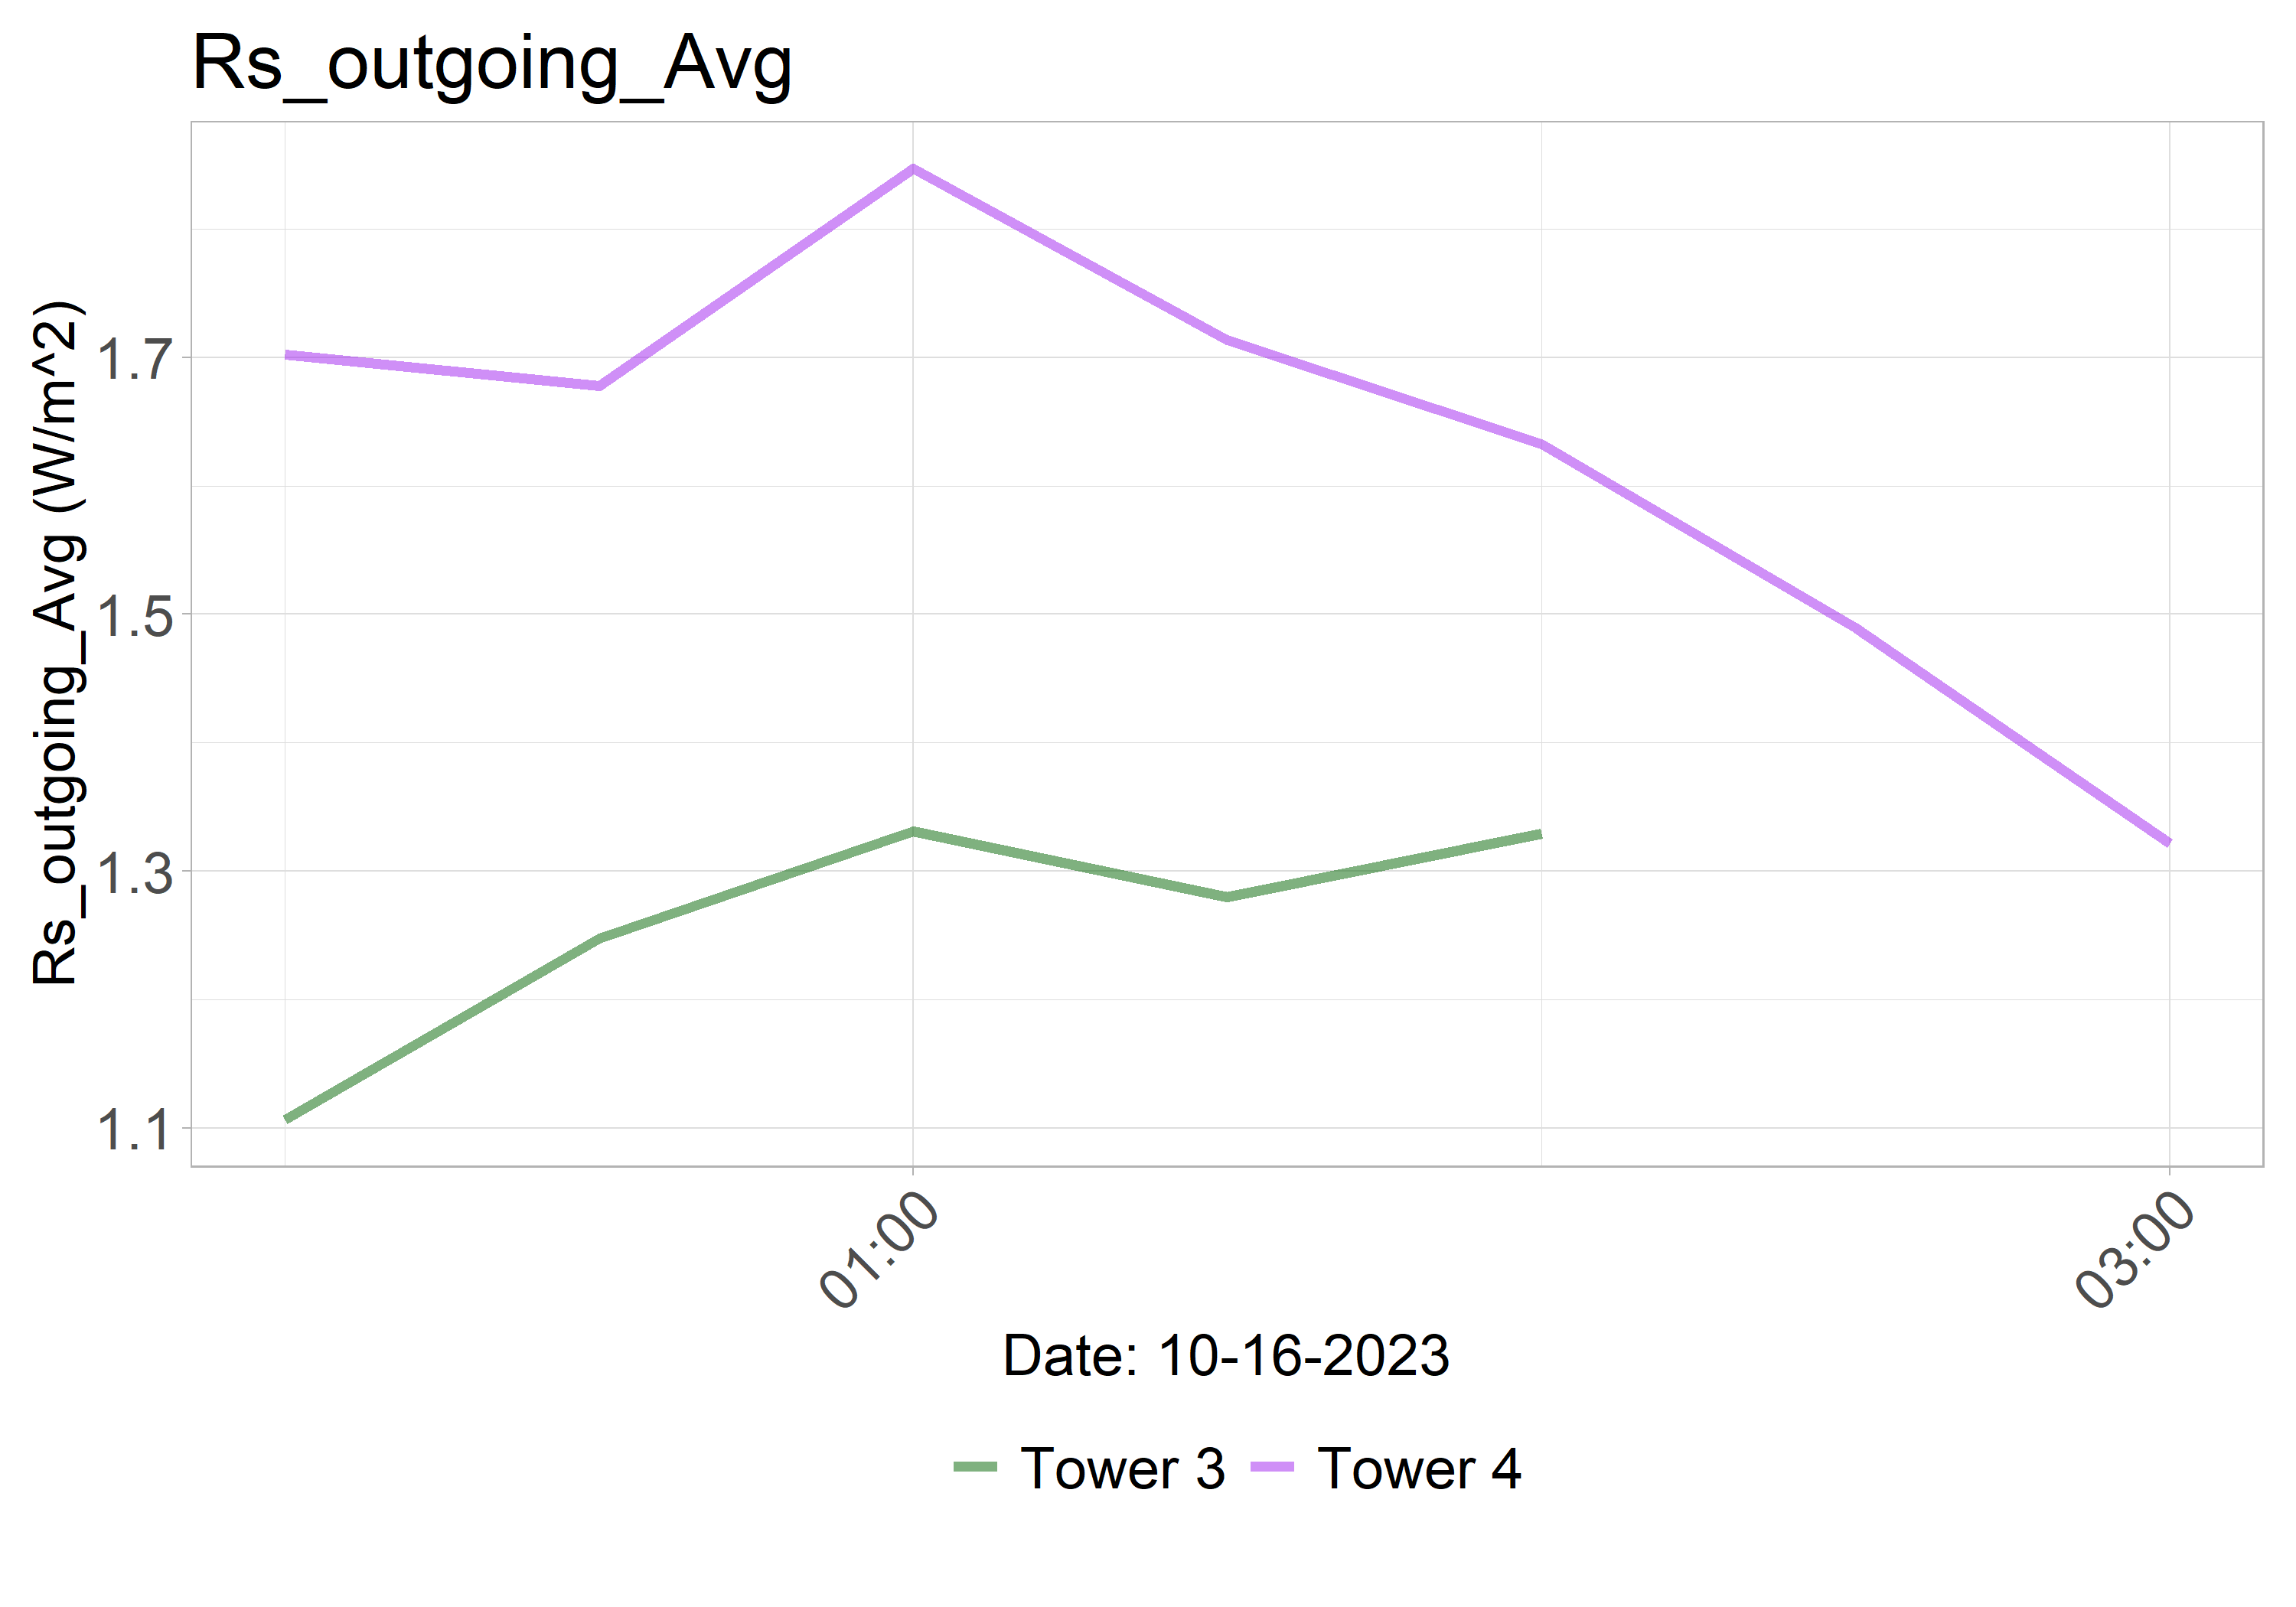 Rs_outgoing_Avg
Rs_outgoing_Avg (W/m^2)
1.7
1.5
1.3
1.1
01:00
03:00
Date: 10-16-2023
Tower 3
Tower 4